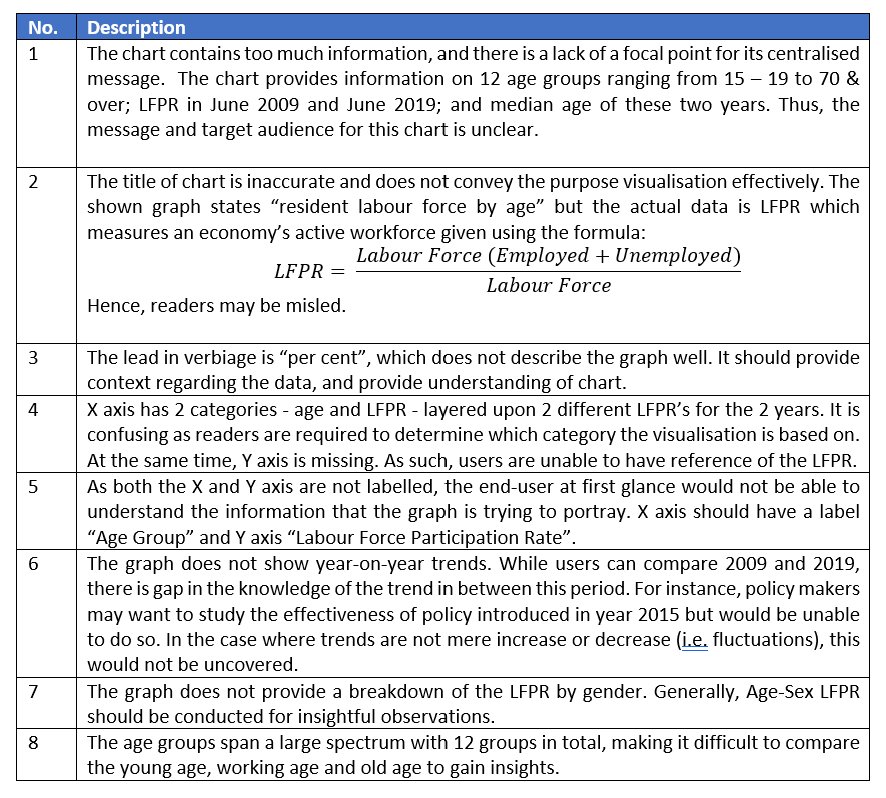 No. Description
1 The chart contains too much information, and there is a lack of a focal point for its centralised
message. The chart provides information on 12 age groups ranging from 15 – 19 to 70 &
over; LFPR in June 2009 and June 2019; and median age of these two years. Thus, the
message and target audience for this chart is unclear.
2 The title of chart is inaccurate and does not convey the purpose visualisation effectively. The
shown graph states “resident labour force by age” but the actual data is LFPR which
measures an economy’s active workforce given using the formula:
LFPR = Labour Force (Employed + Unemployed)
Labour Force
Hence, readers may be misled.
3 The lead in verbiage is “per cent”, which does not describe the graph well. It should provide
context regarding the data, and provide understanding of chart.
4 X axis has 2 categories - age and LFPR - layered upon 2 different LFPR’s for the 2 years. It is
confusing as readers are required to determine which category the visualisation is based on.
At the same time, Y axis is missing. As such, users are unable to have reference of the LFPR.
5 As both the X and Y axis are not labelled, the end-user at first glance would not be able to
understand the information that the graph is trying to portray. X axis should have a label
“Age Group” and Y axis “Labour Force Participation Rate”.
6 The graph does not show year-on-year trends. While users can compare 2009 and 2019,
there is gap in the knowledge of the trend in between this period. For instance, policy makers
may want to study the effectiveness of policy introduced in year 2015 but would be unable
to do so. In the case where trends are not mere increase or decrease (i.e. fluctuations), this
would not be uncovered.
7 The graph does not provide a breakdown of the LFPR by gender. Generally, Age-Sex LFPR
should be conducted for insightful observations.
8 The age groups span a large spectrum with 12 groups in total, making it difficult to compare
the young age, working age and old age to gain insights.